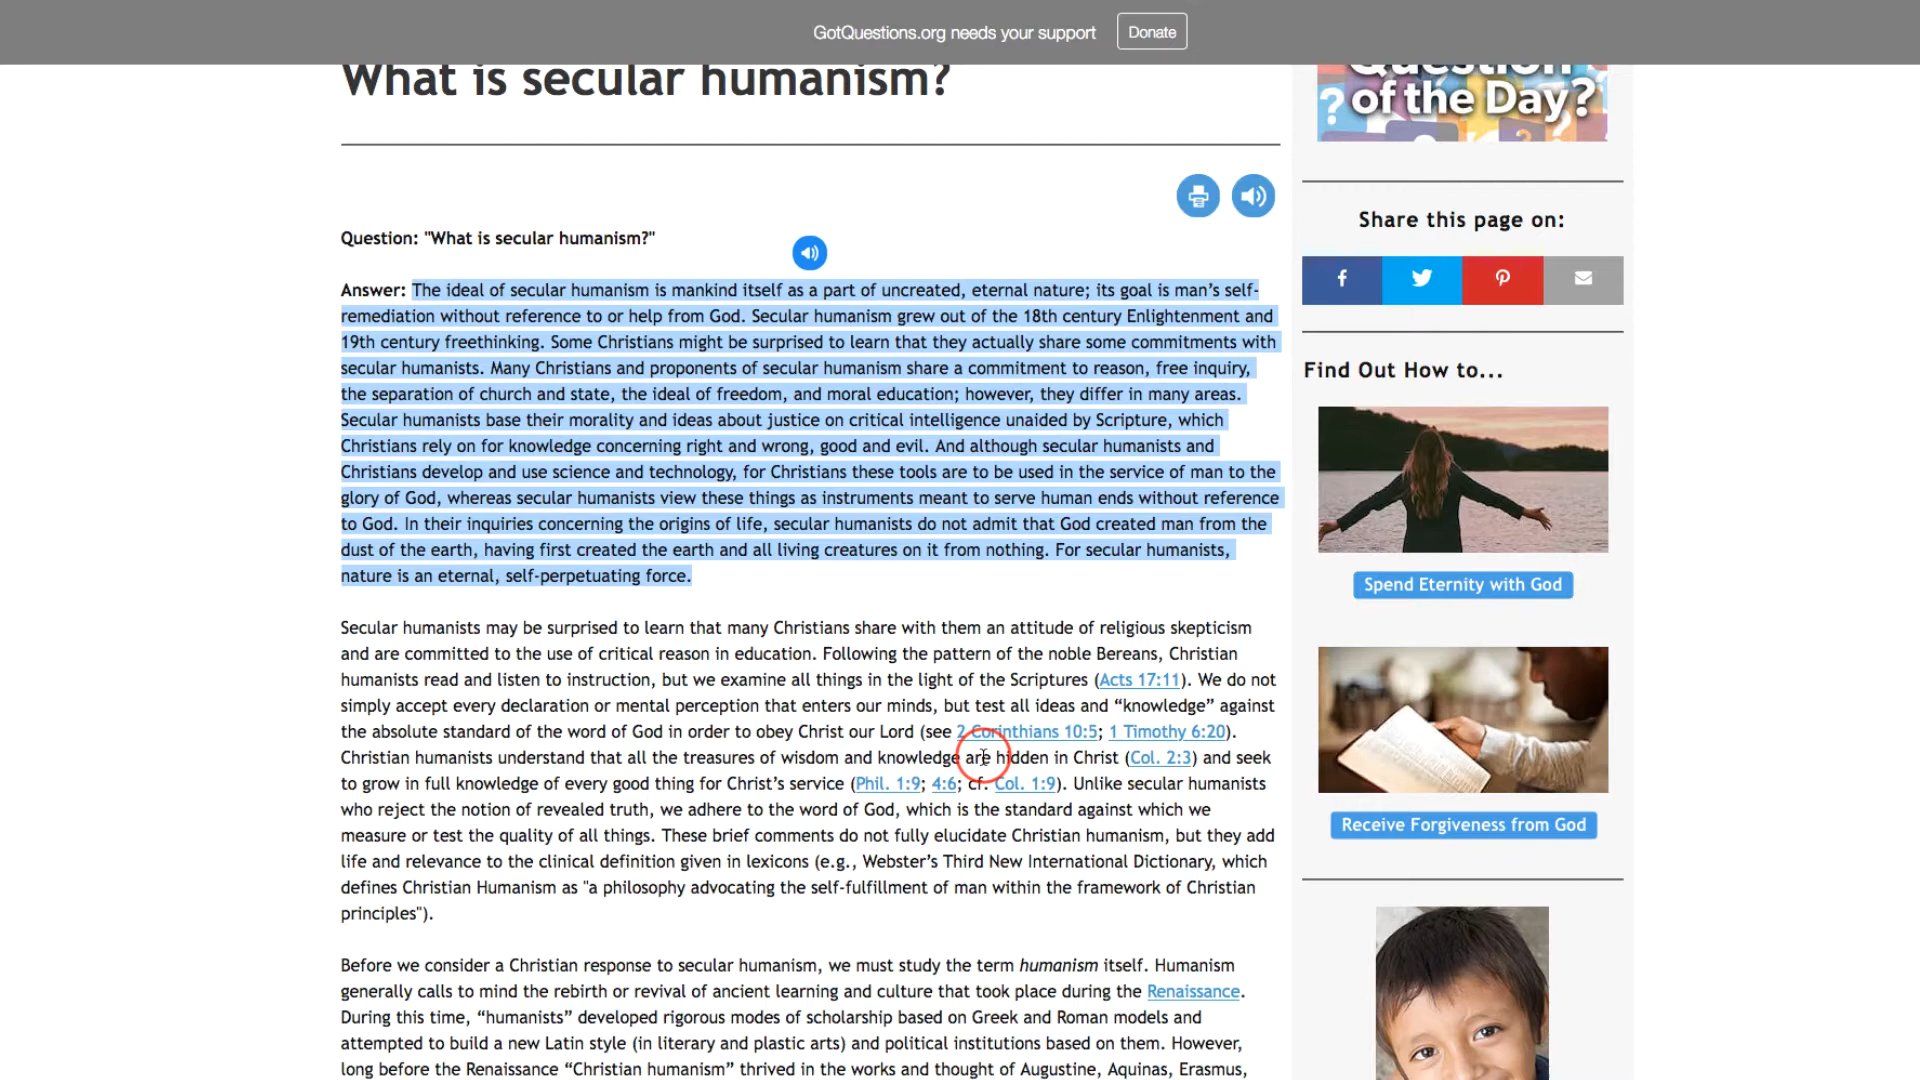 GotQuestions.org needs your support
Donate
What is secular humanism?
Question: "What is secular humanism?"
Answer: The ideal of secular humanism is mankind itself as a part of uncreated, eternal nature; its goal is man’s self-
remediation without reference to or help from God. Secular humanism grew out of the 18th century Enlightenment and
19th century freethinking. Some Christians might be surprised to learn that they actually share some commitments with
secular humanists. Many Christians and proponents of secular humanism share a commitment to reason, free inquiry,
the separation of church and state, the ideal of freedom, and moral education; however, they differ in many areas.
Secular humanists base their morality and ideas about justice on critical intelligence unaided by Scripture, which
Christians rely on for knowledge concerning right and wrong, good and evil. And although secular humanists and
Christians develop and use science and technology, for Christians these tools are to be used in the service of man to the
glory of God, whereas secular humanists view these things as instruments meant to serve human ends without reference
to God. In their inquiries concerning the origins of life, secular humanists do not admit that God created man from the
dust of the earth, having first created the earth and all living creatures on it from nothing. For secular humanists,
nature is an eternal, self-perpetuating force.
Secular humanists may be surprised to learn that many Christians share with them an attitude of religious skepticism
and are committed to the use of critical reason in education. Following the pattern of the noble Bereans, Christian
humanists read and listen to instruction, but we examine all things in the light of the Scriptures (Acts 17:11). We do not
simply accept every declaration or mental perception that enters our minds, but test all ideas and “knowledge” against
the absolute standard of the word of God in order to obey Christ our Lord (see 2 Corinthians 10:5; 1 Timothy 6:20).
Christian humanists understand that all the treasures of wisdom and knowledge are hidden in Christ (Col. 2:3) and seek
to grow in full knowledge of every good thing for Christ’s service (Phil. 1:9; 4:6; cf. Col. 1:9). Unlike secular humanists
who reject the notion of revealed truth, we adhere to the word of God, which is the standard against which we
measure or test the quality of all things. These brief comments do not fully elucidate Christian humanism, but they add
life and relevance to the clinical definition given in lexicons (e.g., Webster’s Third New International Dictionary, which
defines Christian Humanism as "a philosophy advocating the self-fulfillment of man within the framework of Christian
principles").
Before we consider a Christian response to secular humanism, we must study the term humanism itself. Humanism
generally calls to mind the rebirth or revival of ancient learning and culture that took place during the Renaissance.
During this time, “humanists” developed rigorous modes of scholarship based on Greek and Roman models and
attempted to build a new Latin style (in literary and plastic arts) and political institutions based on them. However,
long before the Renaissance “Christian humanism” thrived in the works and thought of Augustine, Aquinas, Erasmus,
Question
of the Day?
Share this page on:
Find Out How to...
Spend Eternity with God
Receive Forgiveness from God